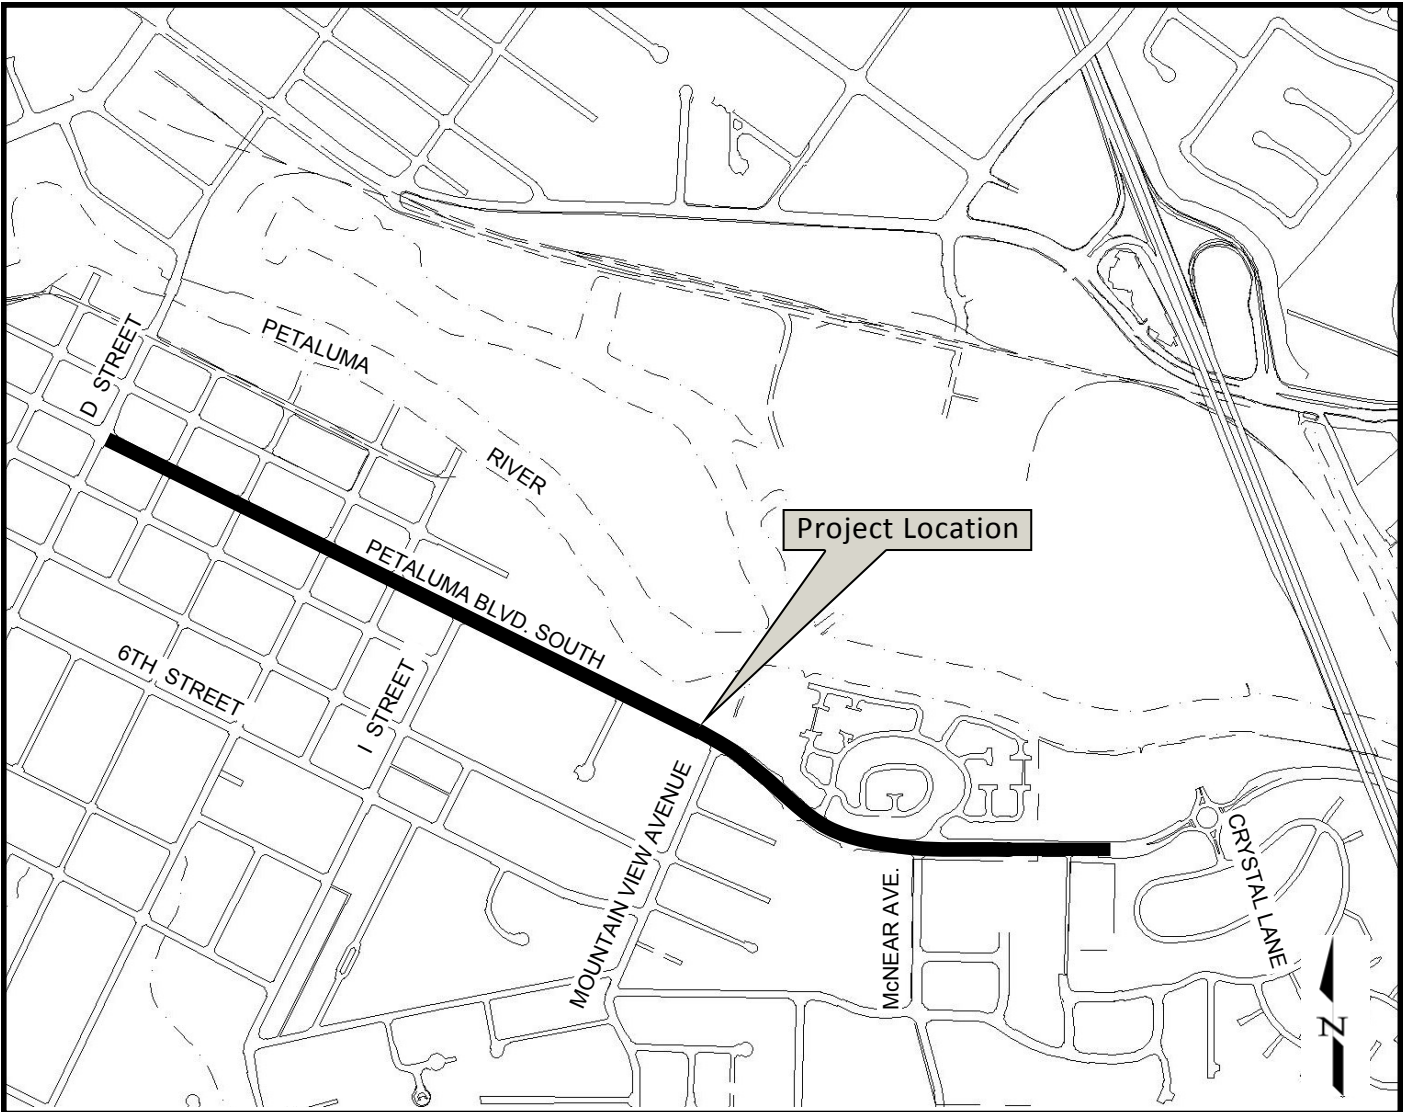 D STREET
PETALUMA
RIVER
Project Location
PETALUMA BLVD. SOUTH
6TH STREET
I STREET
MOUNTAIN VIEW AVENUE
McNEAR AVE.
CRYSTAL LANE
N